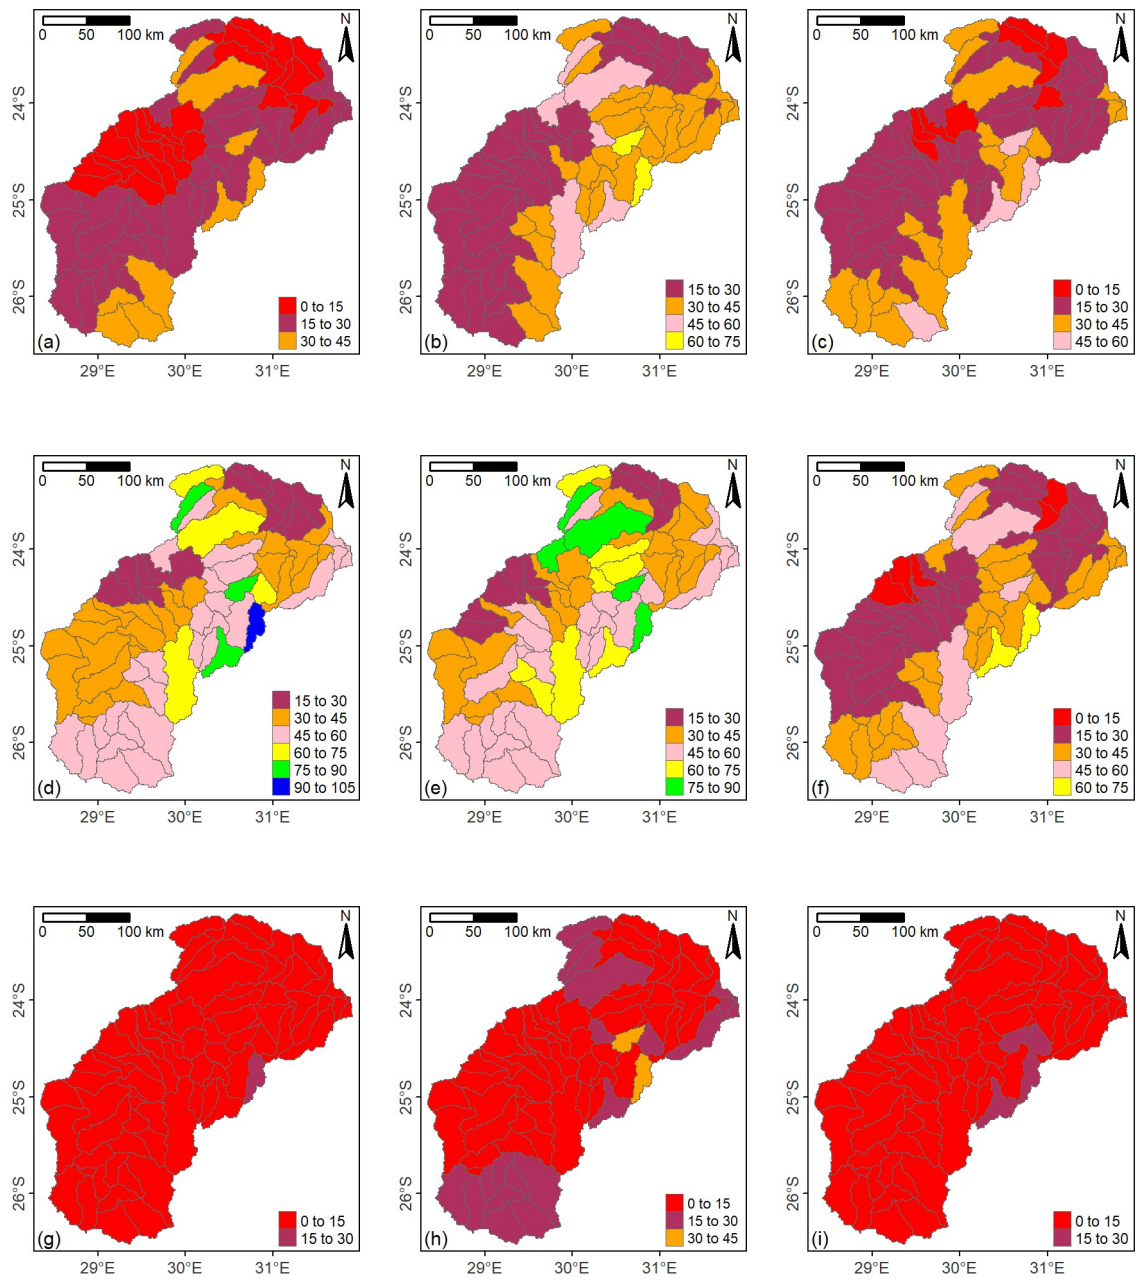 N N N
0 50 100 km 0 50 100 km 0 50 100 km
24°S 24°S 24°S
25°S 25°S 25°S
26°S 26°S 26°S
0 to 15
15 to 30
30 to 45
(a)
15 to 30
30 to 45
45 to 60
60 to 75
(b)
0 to 15
15 to 30
30 to 45
45 to 60
(c)
29°E 30°E 31°E 29°E 30°E 31°E 29°E 30°E 31°E
N N N
0 50 100 km 0 50 100 km 0 50 100 km
24°S 24°S 24°S
25°S 25°S 25°S
26°S 26°S 26°S
15 to 30
30 to 45
45 to 60
60 to 75
75 to 90
90 to 105
(d)
15 to 30
30 to 45
45 to 60
60 to 75
75 to 90
(e)
0 to 15
15 to 30
30 to 45
45 to 60
60 to 75
(f)
29°E 30°E 31°E 29°E 30°E 31°E 29°E 30°E 31°E
N N N
0 50 100 km 0 50 100 km 0 50 100 km
24°S 24°S 24°S
25°S 25°S 25°S
26°S 26°S 26°S
0 to 15
15 to 30
(g)
0 to 15
15 to 30
30 to 45
(h)
0 to 15
15 to 30
(i)
29°E 30°E 31°E 29°E 30°E 31°E 29°E 30°E 31°E